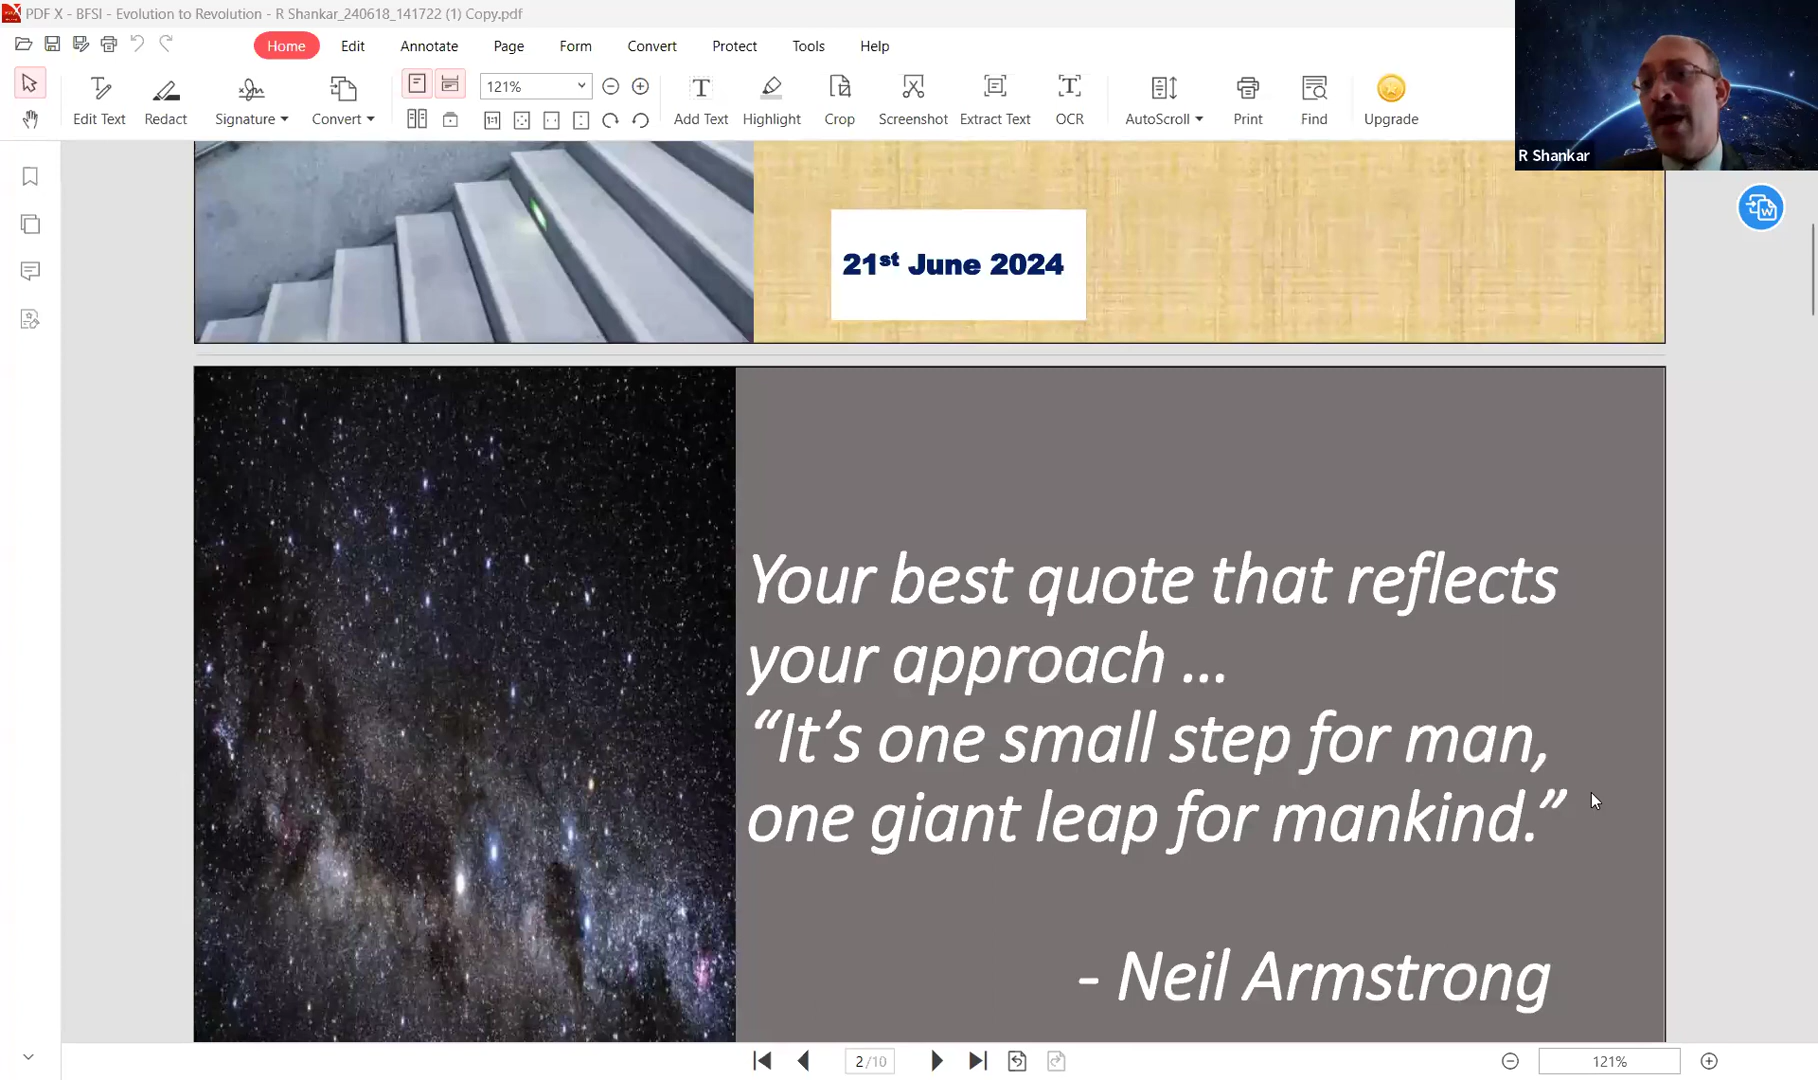 PDF X - BFSI - Evolution to Revolution - R Shankar_240618_141722 (1) Copy.pdf
Home Edit Annotate Page Form Convert Protect Tools Help
121%
Edit Text Redact Signature Convert Add Text Highlight Crop Screenshot Extract Text OCR AutoScroll Print Find Upgrade
R Shankar
21st June 2024
Your best quote that reflects
your approach ...
“It’s one small step for man,
one giant leap for mankind.”
- Neil Armstrong
2/10
121%